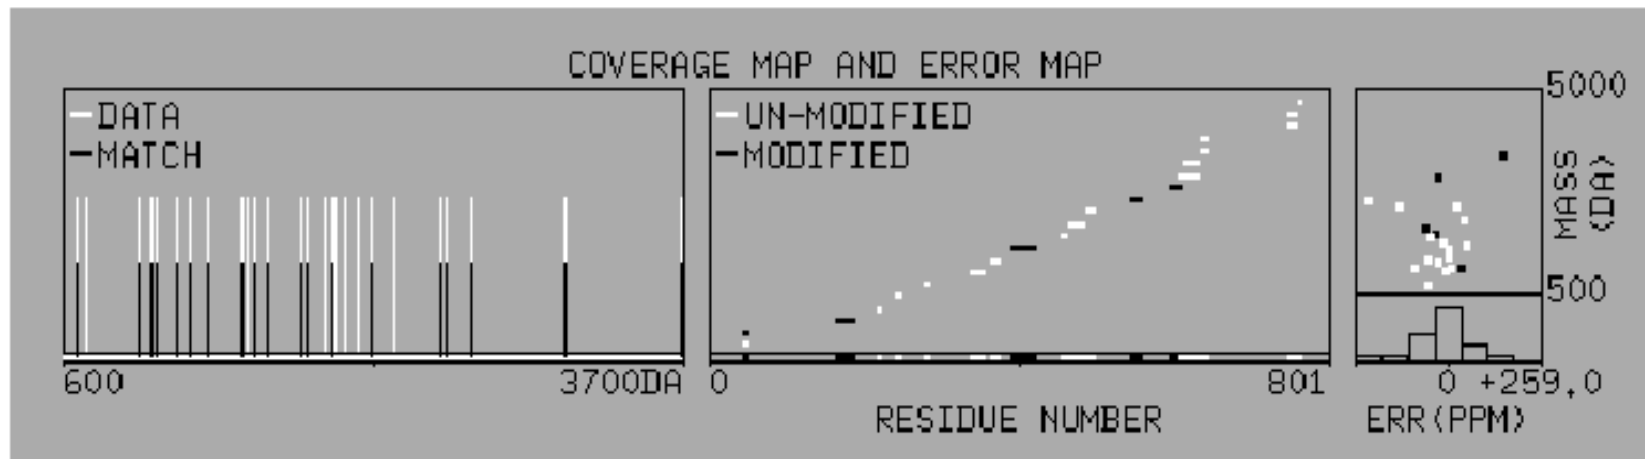 COVERAGE MAP AND ERROR MAP
DATA
MATCH
600
3700DA
UN-MODIFIED
MODIFIED
0
801
RESIDUE NUMBER
5000
500
MASS
(DA)
0 +259.0
ERR(PPM)